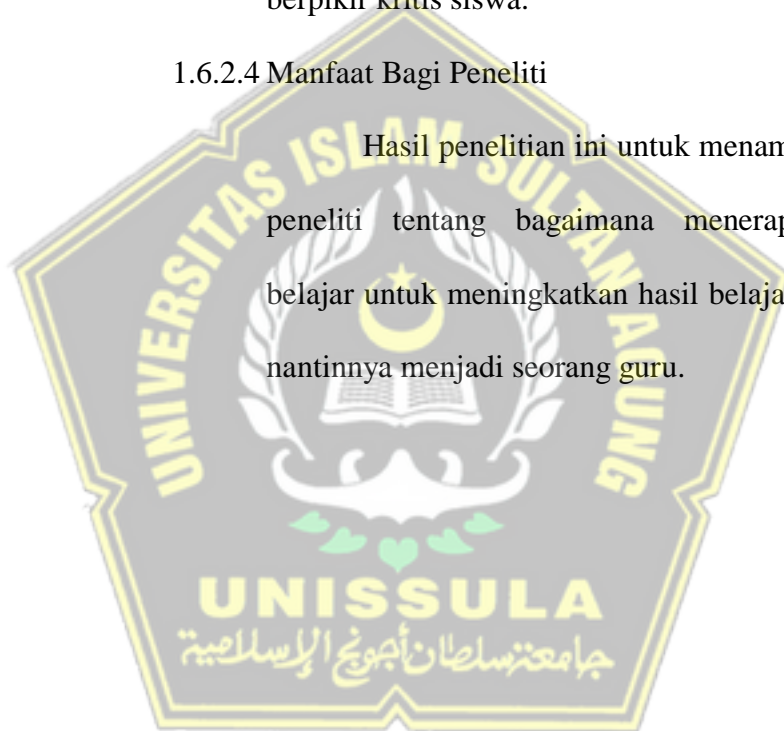 berpikir kritis siswa.
1.6.2.4 Manfaat Bagi Peneliti
Hasil penelitian ini untuk menam
peneliti tentang bagaimana menerap
belajar untuk meningkatkan hasil belaja
nantinnya menjadi seorang guru.
UNIVERSITAS ISLAM SULTAN AGUNG
UNISSULA
جامعة سلطان أجونج الإسلامية